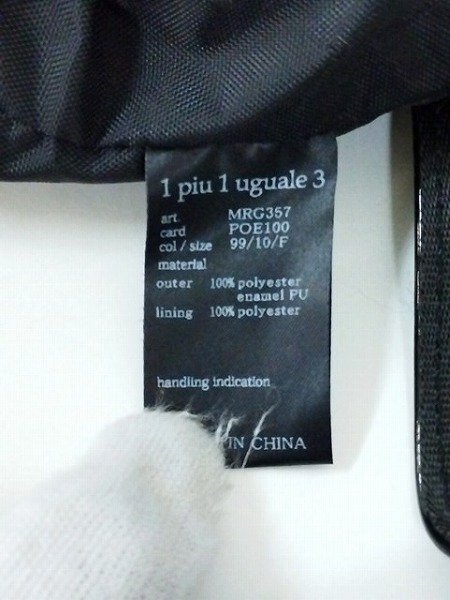 1 piu 1 uguale 3
art. MRG357
card POE100
col / size 99/10/F
material
outer 100% polyester
enamel PU
lining 100% polyester
handling indication
IN CHINA